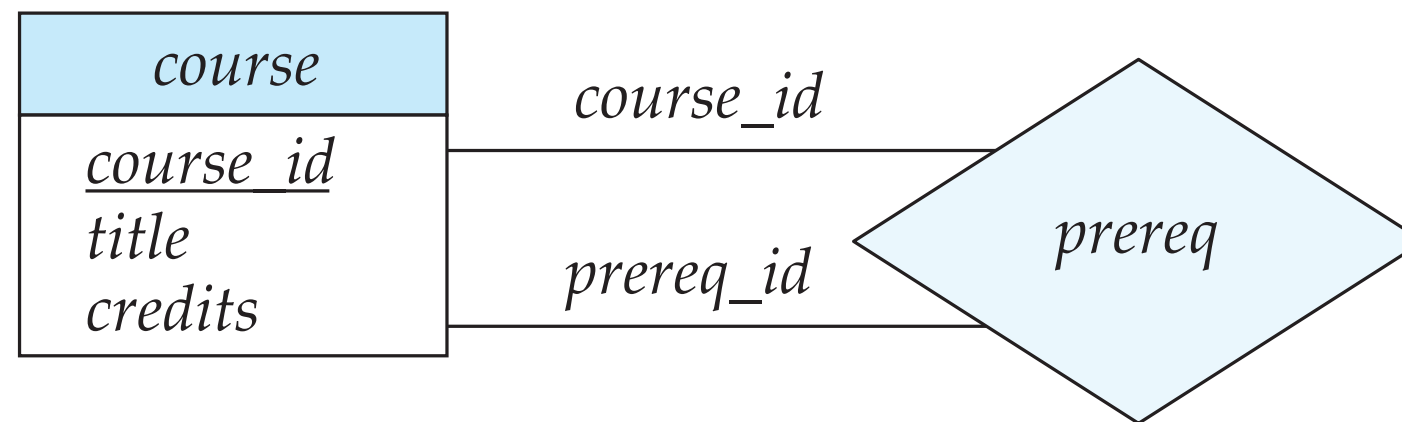 course
course_id
title
credits
course_id
prereq_id
prereq